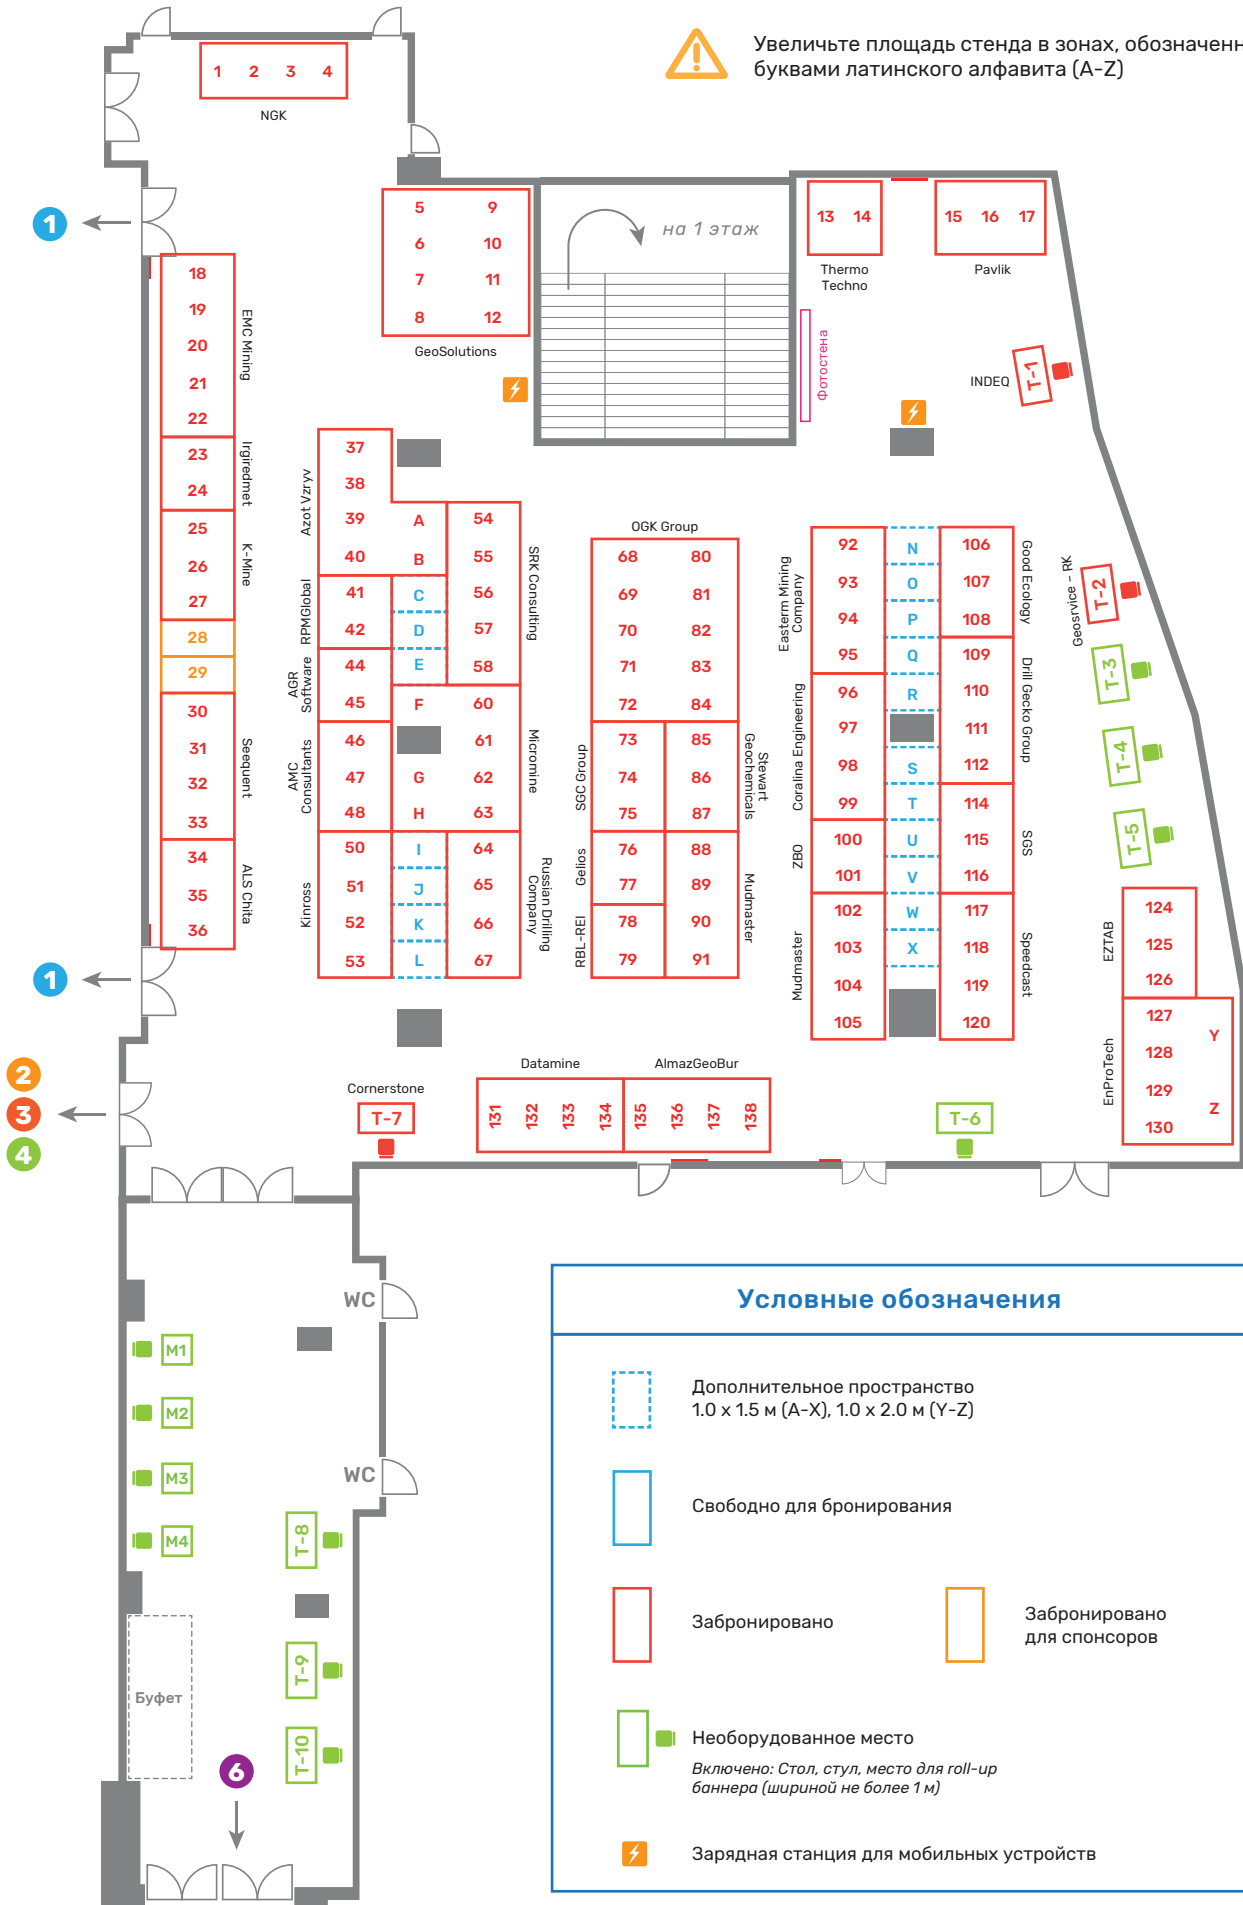 Увеличьте площадь стенда в зонах, обозначенн
буквами латинского алфавита (A-Z)
1 2 3 4
NGK
1
5 9
6 10
7 11
8 12
GeoSolutions
на 1 этаж
13 14
Thermo
Techno
15 16 17
Pavlik
Фотостена
INDEQ
T-1
18
19
20
21
22
EMC Mining
23
24
Irgiredmet
25
26
27
K-Mine
28
29
30
31
32
33
Seequent
34
35
36
ALS Chita
1
2
3
4
37
38
39
40
Azot Vzryv
A
B
41
42
RPMGlobal
C
D
E
44
45
AGR
Software
F
46
47
48
AMC
Consultants
G
H
50
51
52
53
Kinross
I
J
K
L
54
55
56
57
58
SRK Consulting
60
61
62
63
Micromine
64
65
66
67
Russian Drilling
Company
OGK Group
68 80
69 81
70 82
71 83
72 84
73
74
75
SGC Group
85
86
87
Stewart
Geochemicals
76
77
Gelios
78
79
RBL-REI
88
89
90
91
Mudmaster
92
93
94
95
Easterm Mining
Company
96
97
98
99
Coralina Engineering
100
101
ZBO
102
103
104
105
Mudmaster
N
O
P
Q
R
S
T
U
V
W
X
106
107
108
Good Ecology
109
110
111
112
Drill Gecko Group
114
115
116
SGS
117
118
119
120
Speedcast
Geosrvice – RK
T-2
T-3
T-4
T-5
124
125
126
EZTAB
127
128
129
130
Y
Z
EnProTech
Cornerstone
T-7
Datamine
131 132 133 134
AlmazGeoBur
135 136 137 138
T-6
WC
WC
M1
M2
M3
M4
T-8
T-9
T-10
Буфет
6
Условные обозначения
Дополнительное пространство
1.0 x 1.5 м (A-X), 1.0 x 2.0 м (Y-Z)
Свободно для бронирования
Забронировано
Забронировано
для спонсоров
Необорудованное место
Включено: Стол, стул, место для roll-up
баннера (шириной не более 1 м)
Зарядная станция для мобильных устройств